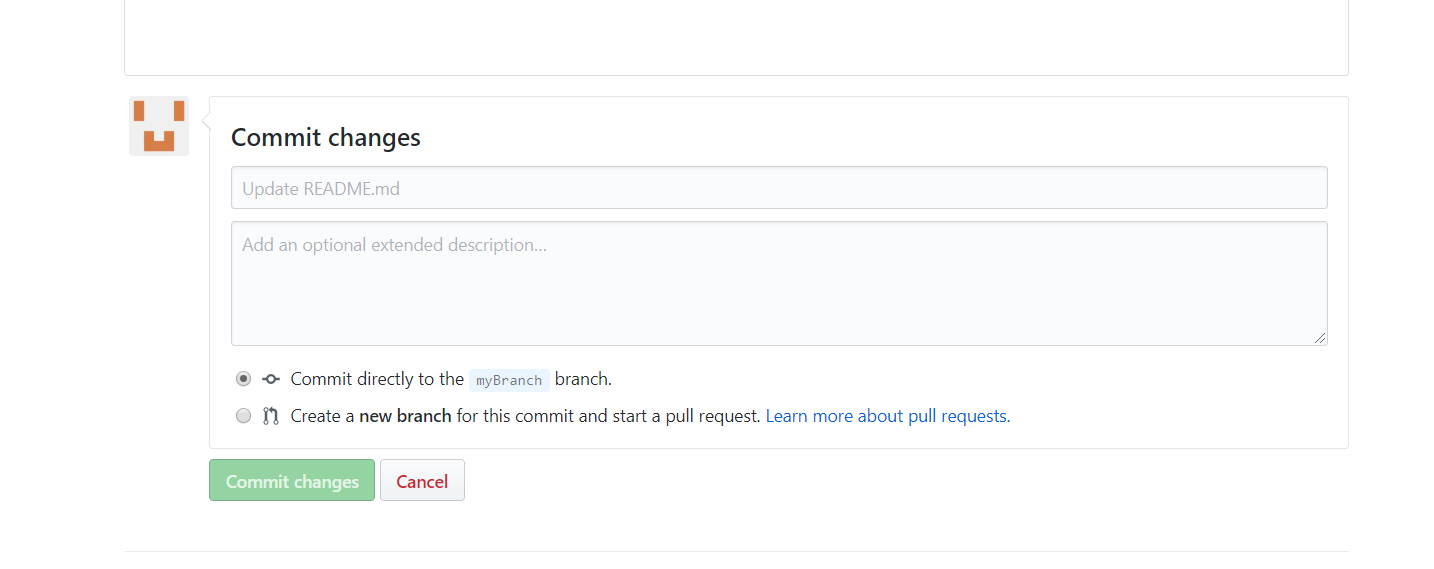 Commit changes
Update README.md
Add an optional extended description...
Commit directly to the myBranch branch.
Create a new branch for this commit and start a pull request. Learn more about pull requests.
Commit changes Cancel